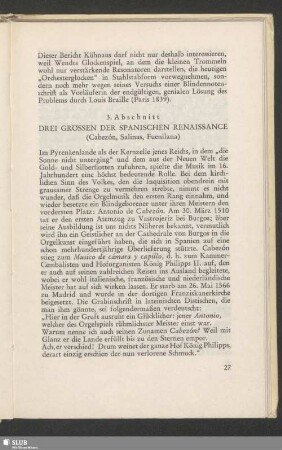 Dieser Bericht Kühnaus darf nicht nur deshalb interessieren,
weil Wendts Glockenspiel, an dem die kleinen Trommeln
wohl nur verstärkende Resonatoren darstellen, die heutigen
„Orchesterglocken“ in Stahlstabform vorwegnehmen, son-
dern noch mehr wegen seines Versuchs einer Blindennoten-
schrift als Vorläuferin der endgültigen, genialen Lösung des
Problems durch Louis Braille (Paris 1839).
3. Abschnitt
DREI GROSSEN DER SPANISCHEN RENAISSANCE
(Cabezón, Salinas, Fuenllana)
Im Pyrenäenlande als der Kernzelle jenes Reichs, in dem „die
Sonne nicht unterging“ und dem aus der Neuen Welt die
Gold- und Silberflotten zufuhren, spielte die Musik im 16.
Jahrhundert eine höchst bedeutende Rolle. Bei dem kirch-
lichen Sinn des Volkes, den die Inquisition obendrein mit
grausamer Strenge zu vermehren strebte, nimmt es nicht
wunder, daß die Orgelmusik den ersten Rang einnahm, und
wieder besetzte ein Blindgeborener unter ihren Meistern den
vordersten Platz: Antonio de Cabezón. Am 30. März 1510
tat er den ersten Atemzug zu Vastrojeriz bei Burgos; über
seine Ausbildung ist uns nichts Näheres bekannt, vermutlich
wird ihn ein Geistlicher an der Cathedrale von Burgos in die
Orgelkunst eingeführt haben, die sich in Spanien auf eine
schon mehrhundertjährige Überlieferung stützte. Cabezón
stieg zum Musico de cámara y capilla, d. h. zum Kammer-
Cembalisten und Hoforganisten König Philipps II. auf, den
er auch auf seinen zahlreichen Reisen ins Ausland begleitete,
wobei er wohl italienische, französische und niederländische
Meister hat auf sich wirken lassen. Er starb am 26. Mai 1566
zu Madrid und wurde in der dortigen Franziskanerkirche
beigesetzt. Die Grabinschrift in lateinischen Distichen, die
man ihm gönnte, sei folgendermaßen verdeutscht:
„Hier in der Gruft ausruht ein Glücklicher: jener Antonio,
welcher des Orgelspiels rühmlichster Meister einst war.
Warum nenne ich auch seinen Zunamen Cabezón? Weil mit
Glanz er die Lande erfüllt bis zu den Sternen empor.
Ach, er verschied! Drum weinet der ganze Hof König Philipps,
derart einzig erschien der nun verlorene Schmuck.“
27
SLUB